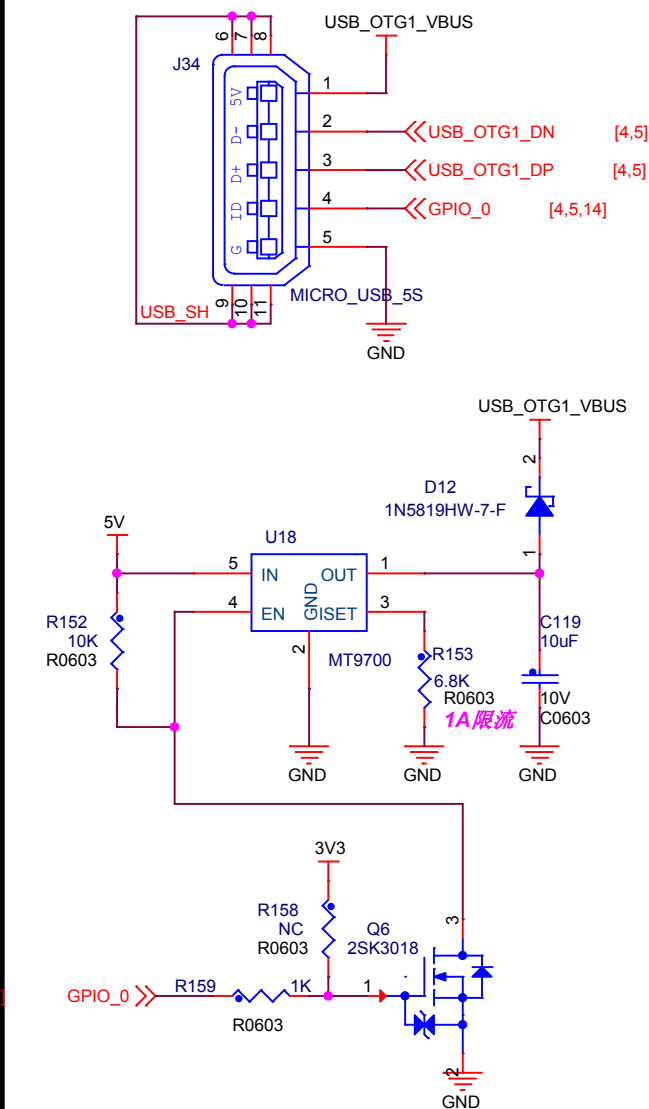 USB_OTG1_VBUS
6
7
8
J34
5V
1
D-
2
USB_OTG1_DN [4,5]
D+
3
USB_OTG1_DP [4,5]
ID
4
GPIO_0 [4,5,14]
G
5
MICRO_USB_5S
USB_SH
9
10
11
GND
USB_OTG1_VBUS
2
D12
1N5819HW-7-F
1
5V
U18
5
IN
OUT
1
4
EN
GND
ISET
3
2
MT9700
R152
10K
R0603
R153
6.8K
R0603
1A限流
C119
10uF
10V
C0603
GND
GND
GND
3V3
R158
NC
R0603
Q6
2SK3018
3
]
GPIO_0
R159
1K
1
R0603
2
GND